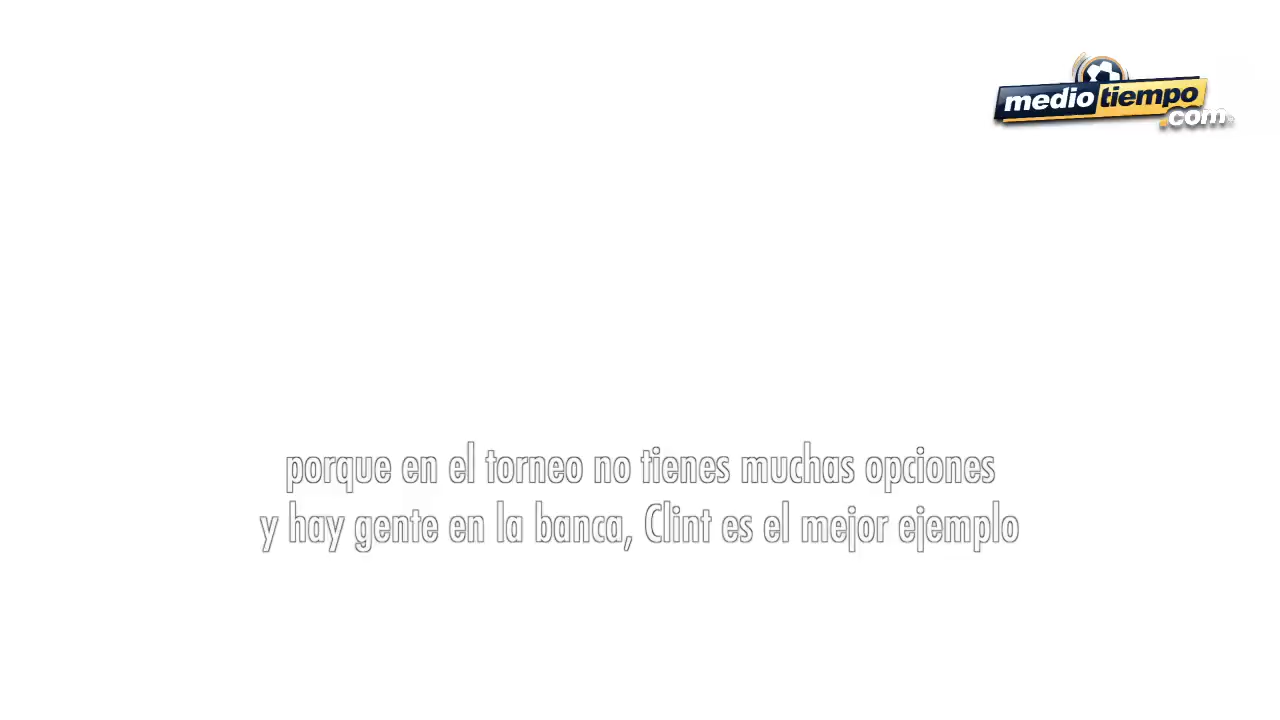 mediotiempo
.com
porque en el torneo no tienes muchas opciones
y hay gente en la banca, Clint es el mejor ejemplo